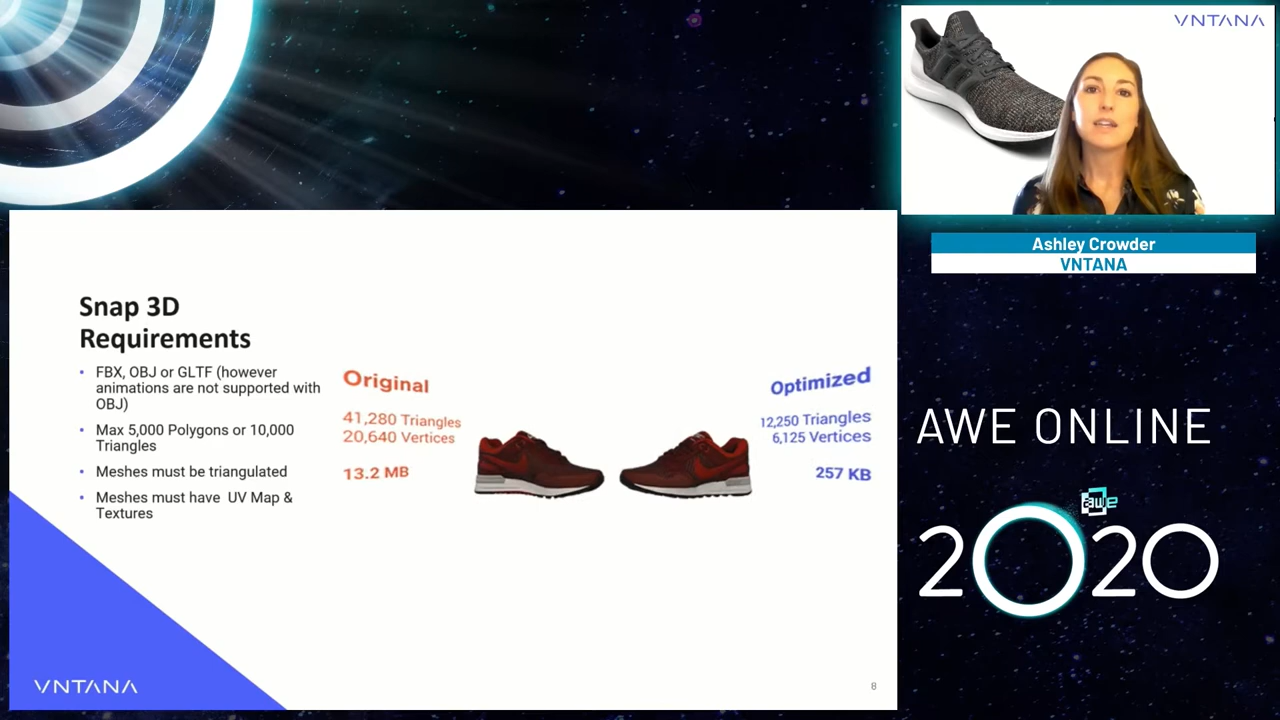 VNTANA
Ashley Crowder
VNTANA
Snap 3D
Requirements
• FBX, OBJ or GLTF (however
animations are not supported with
OBJ)
• Max 5,000 Polygons or 10,000
Triangles
• Meshes must be triangulated
• Meshes must have UV Map &
Textures
Original
41,280 Triangles
20,640 Vertices
13.2 MB
Optimized
12,250 Triangles
6,125 Vertices
257 KB
VNTANA
8
AWE ONLINE
awe
2020